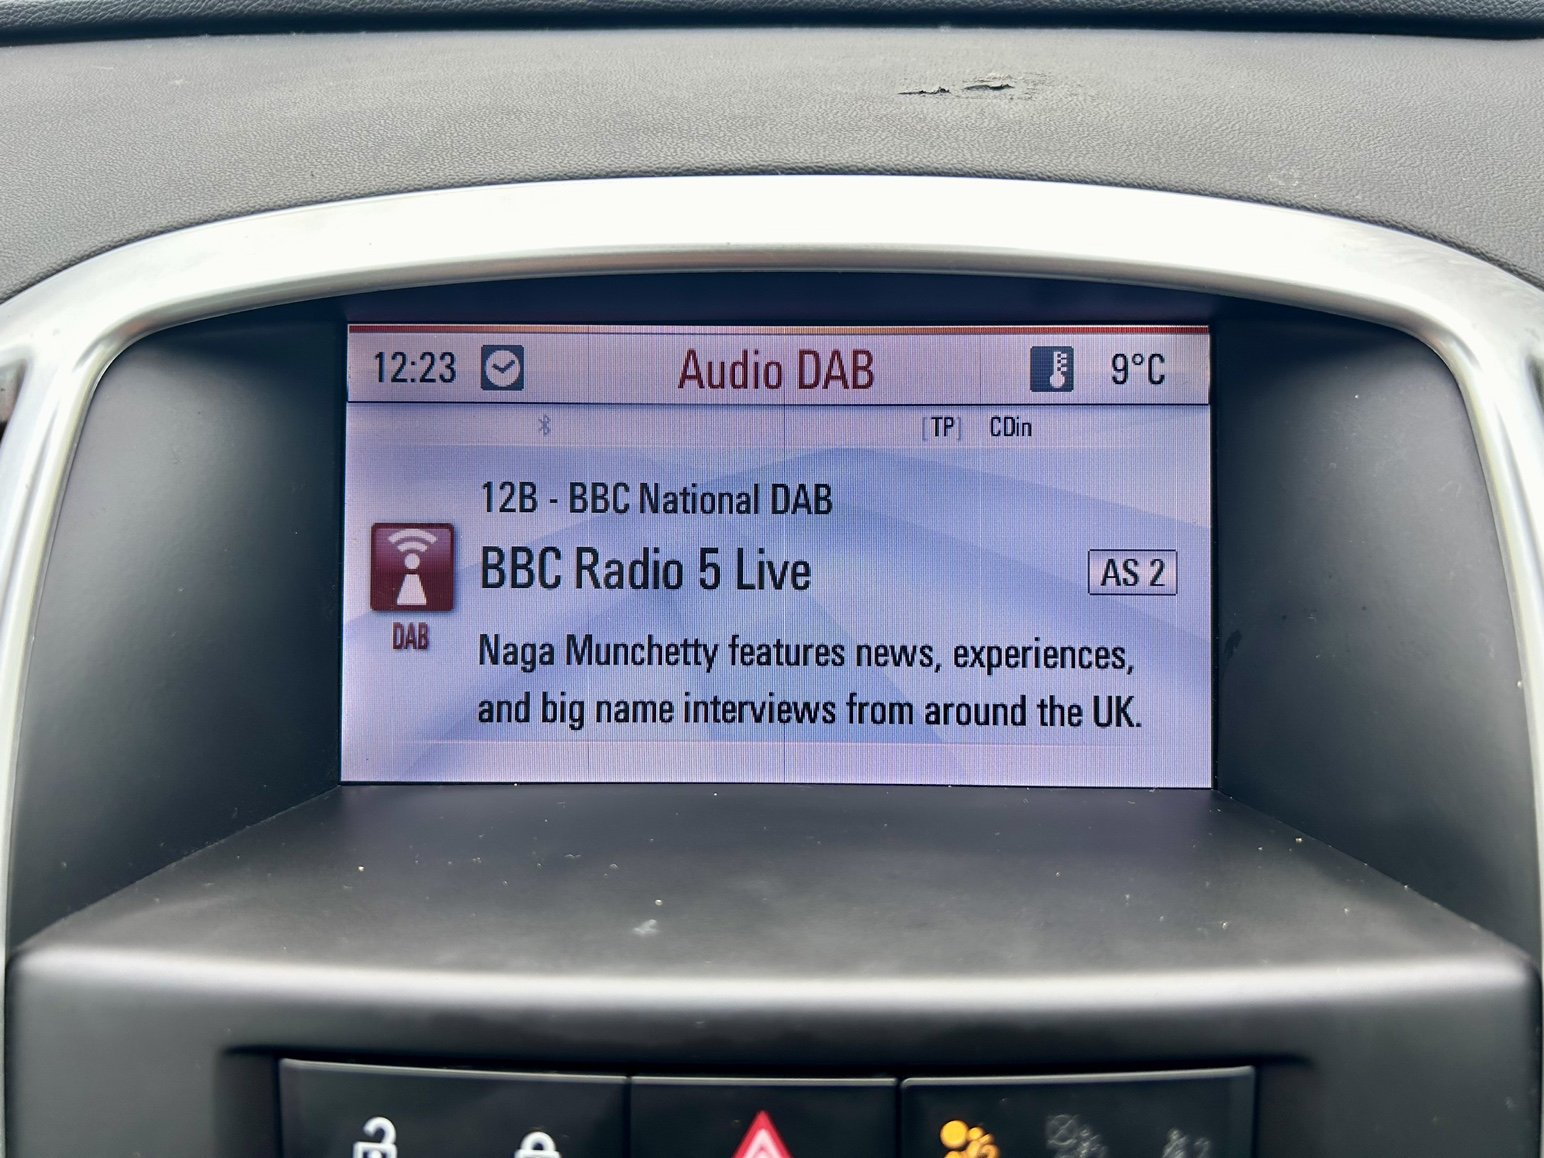 12:23 Audio DAB 9°C
[TP] CDin
12B - BBC National DAB
BBC Radio 5 Live AS 2
DAB
Naga Munchetty features news, experiences,
and big name interviews from around the UK.